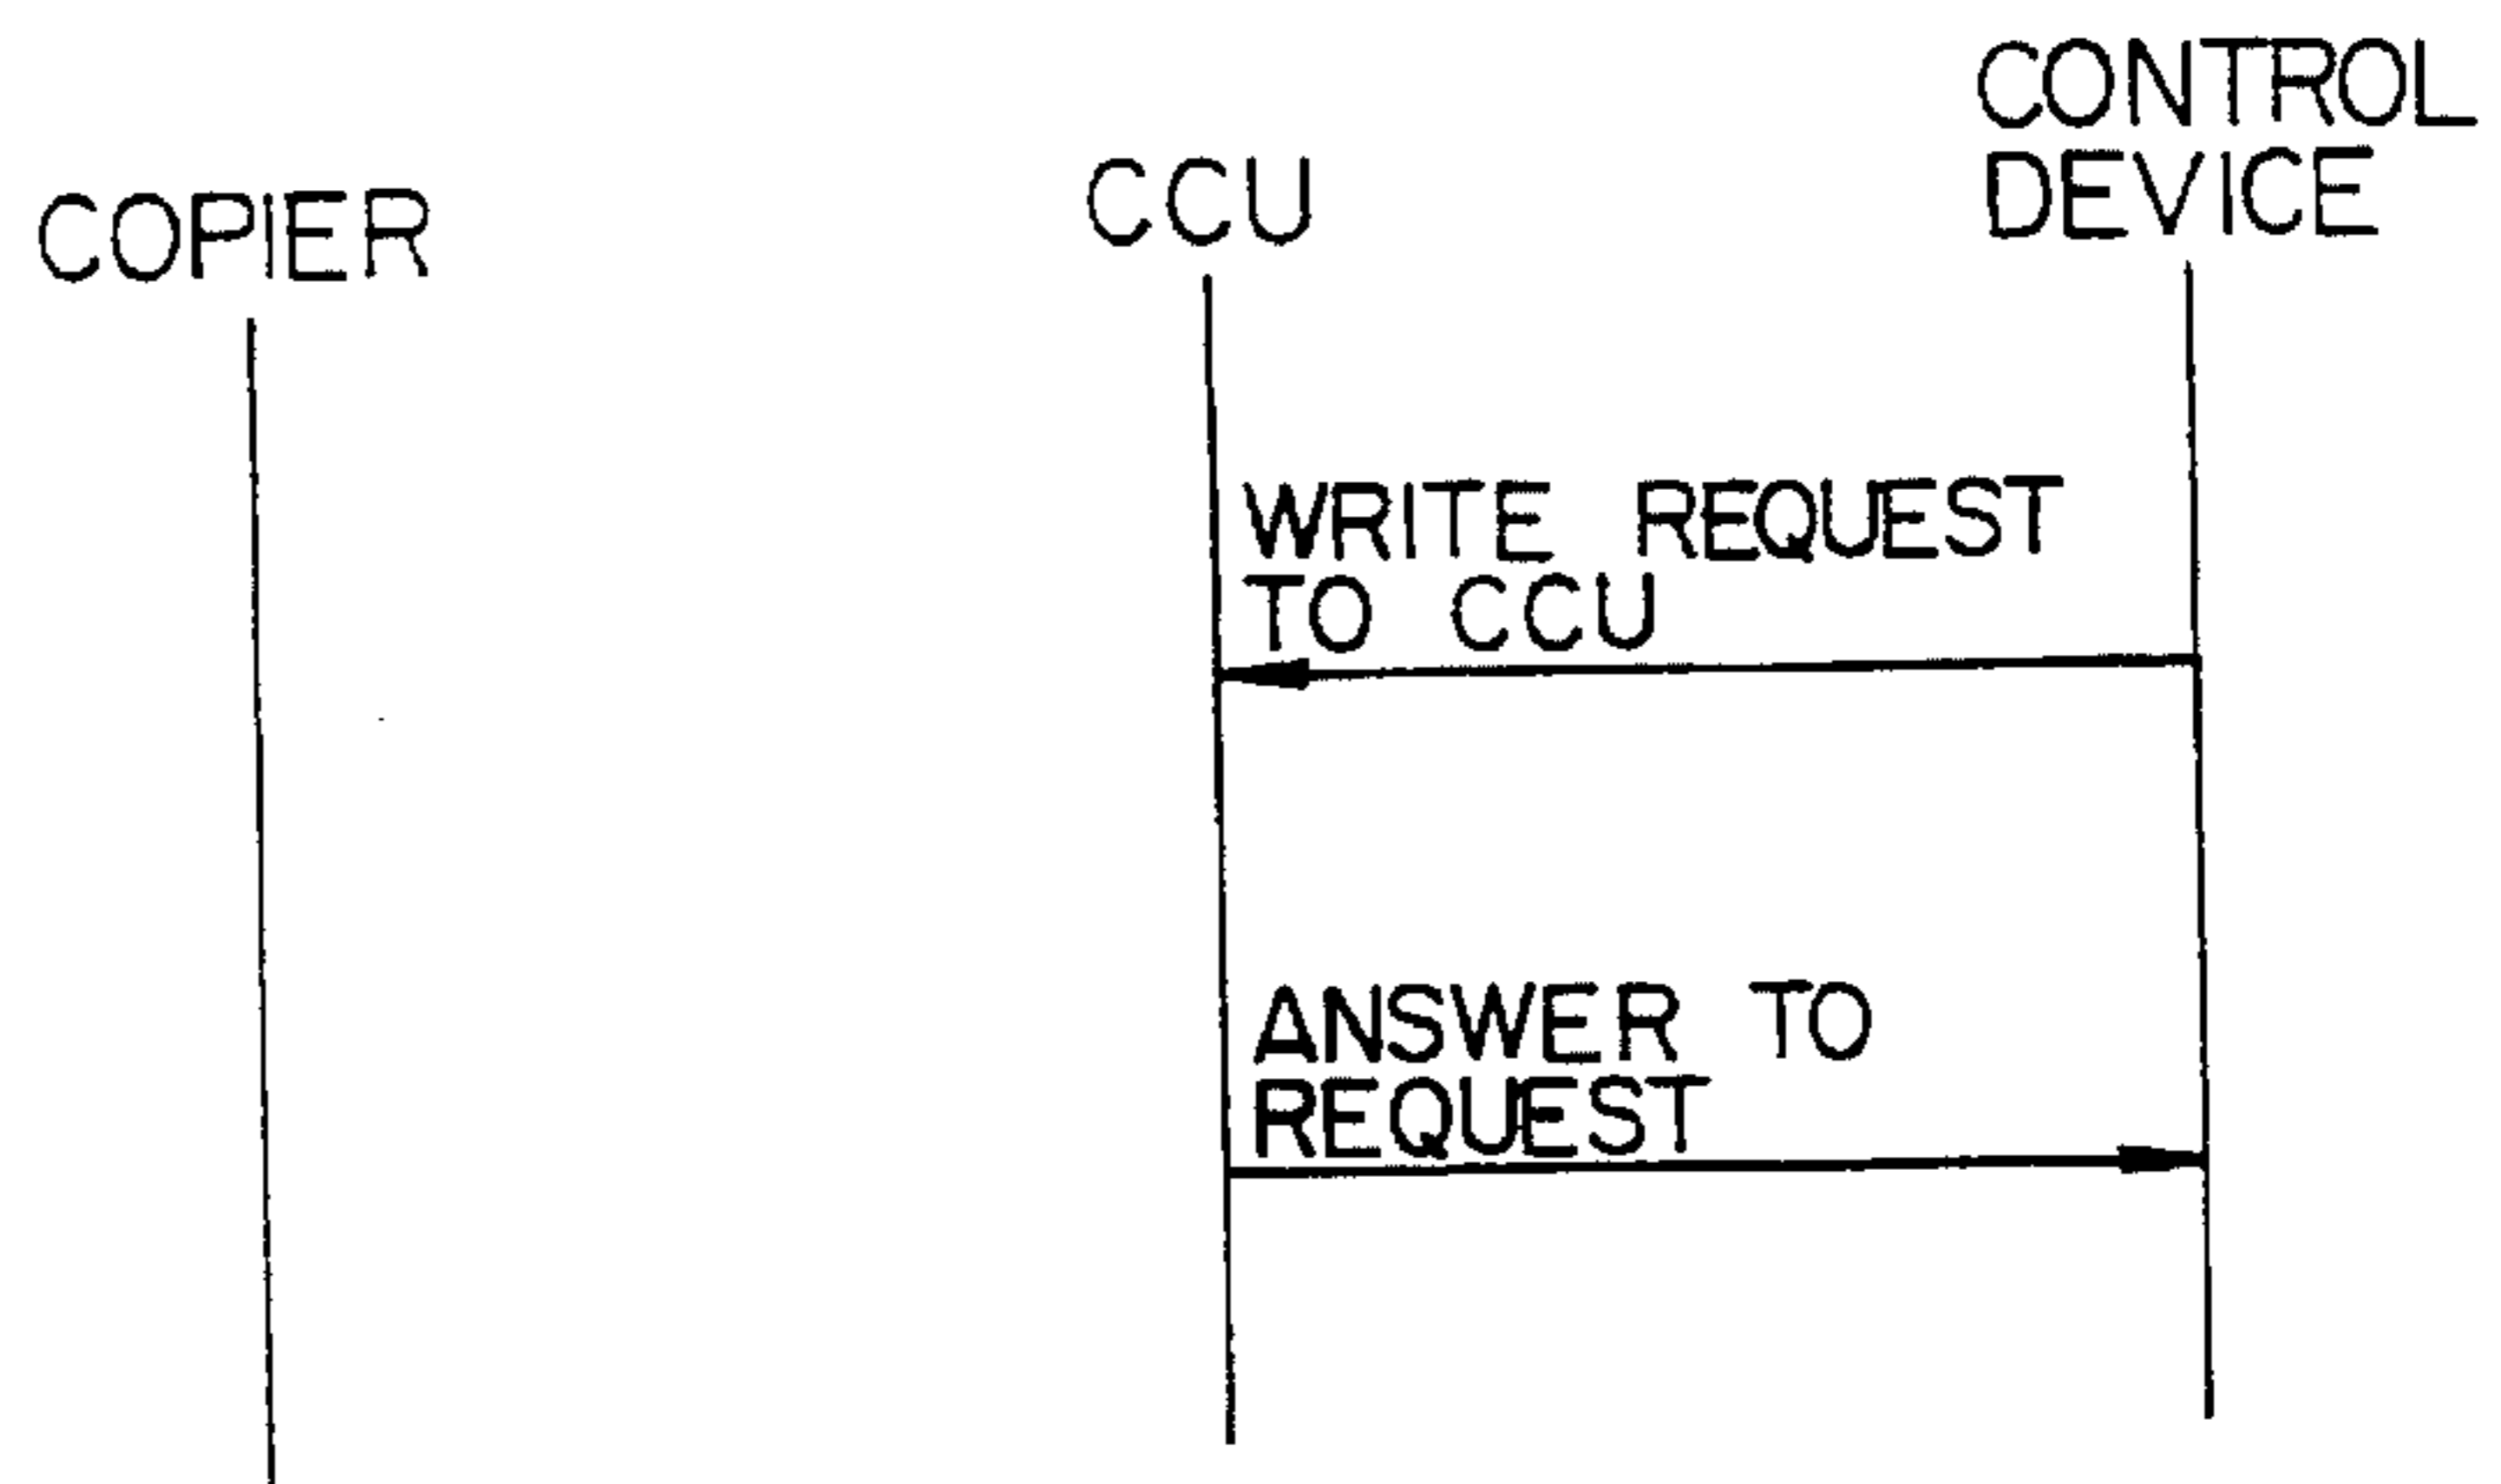 COPIER
CCU
CONTROL
DEVICE
WRITE REQUEST
TO CCU
ANSWER TO
REQUEST